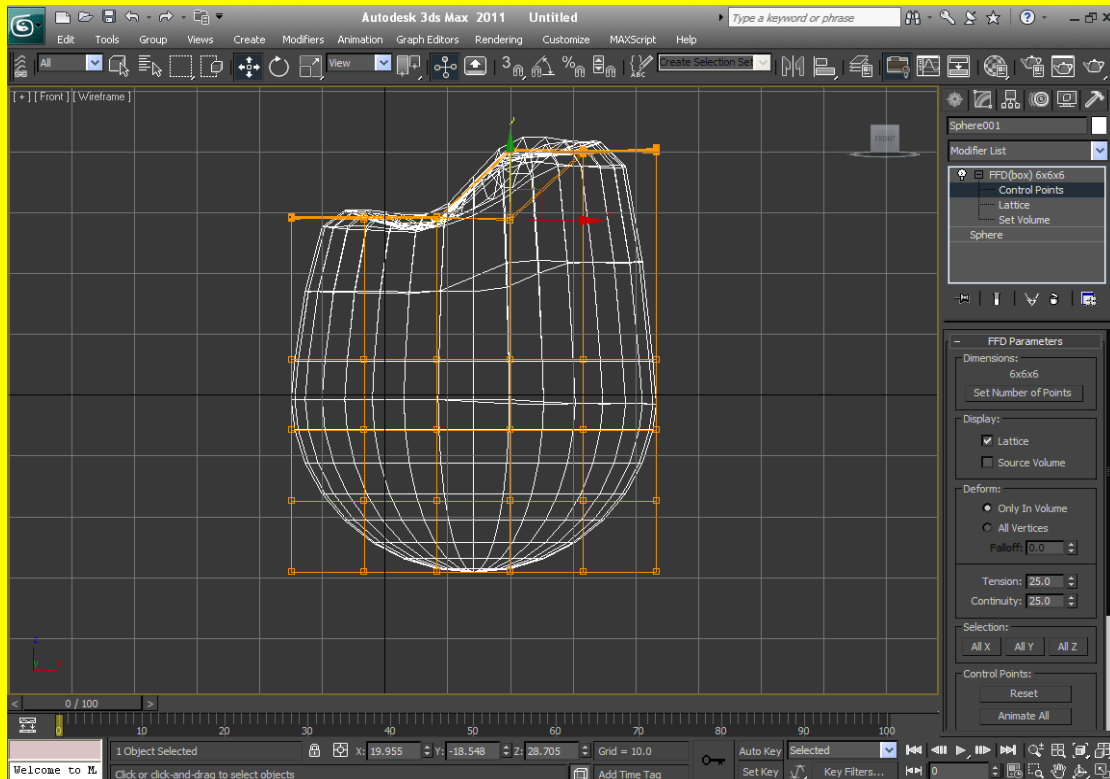 Autodesk 3ds Max 2011 Untitled
Type a keyword or phrase
Edit Tools Group Views Create Modifiers Animation Graph Editors Rendering Customize MAXScript Help
All
View
3
%
ABC
Create Selection Set
[ + ] [ Front ] [ Wireframe ]
FRONT
y
Sphere001
Modifier List
FFD(box) 6x6x6
Control Points
Lattice
Set Volume
Sphere
FFD Parameters
Dimensions:
6x6x6
Set Number of Points
Display:
Lattice
Source Volume
Deform:
Only In Volume
All Vertices
Falloff: 0.0
Tension: 25.0
Continuity: 25.0
Selection:
All X All Y All Z
Control Points:
Reset
Animate All
z
y x
< 0 / 100 >
0 10 20 30 40 50 60 70 80 90 100
1 Object Selected
X: 19.955 Y: -18.548 Z: 28.705 Grid = 10.0
Auto Key Selected
Welcome to M
Click or click-and-drag to select objects
Add Time Tag
Set Key Key Filters... 0